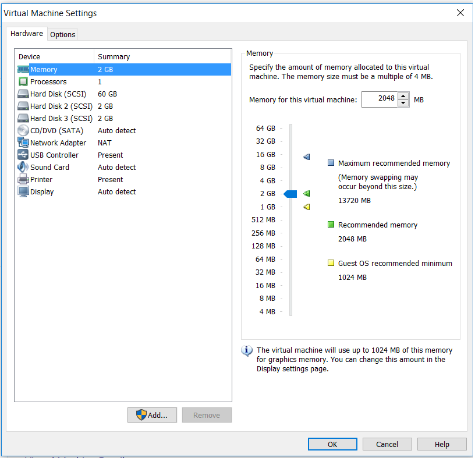 Virtual Machine Settings
Hardware Options
Device Summary
Memory 2 GB
Processors 1
Hard Disk (SCSI) 60 GB
Hard Disk 2 (SCSI) 2 GB
Hard Disk 3 (SCSI) 2 GB
CD/DVD (SATA) Auto detect
Network Adapter NAT
USB Controller Present
Sound Card Auto detect
Printer Present
Display Auto detect
Add...
Remove
Memory
Specify the amount of memory allocated to this virtual
machine. The memory size must be a multiple of 4 MB.
Memory for this virtual machine: 2048 MB
64 GB
32 GB
16 GB
8 GB
4 GB
2 GB
1 GB
512 MB
256 MB
128 MB
64 MB
32 MB
16 MB
8 MB
4 MB
Maximum recommended memory
(Memory swapping may
occur beyond this size.)
13720 MB
Recommended memory
2048 MB
Guest OS recommended minimum
1024 MB
The virtual machine will use up to 1024 MB of this memory
for graphics memory. You can change this amount in the
Display settings page.
OK Cancel Help